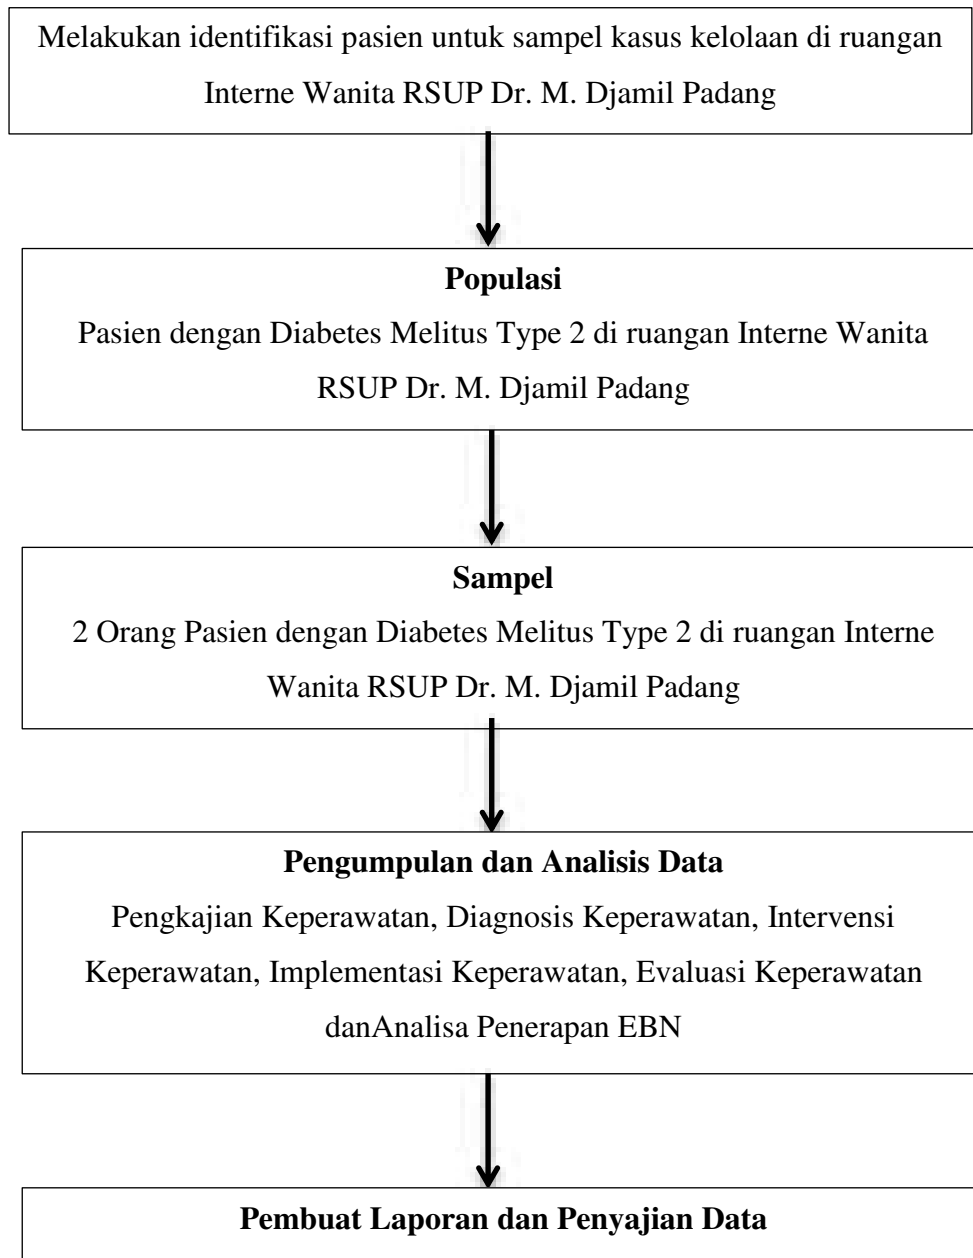 Melakukan identifikasi pasien untuk sampel kasus kelolaan di ruangan
Interne Wanita RSUP Dr. M. Djamil Padang
Populasi
Pasien dengan Diabetes Melitus Type 2 di ruangan Interne Wanita
RSUP Dr. M. Djamil Padang
Sampel
2 Orang Pasien dengan Diabetes Melitus Type 2 di ruangan Interne
Wanita RSUP Dr. M. Djamil Padang
Pengumpulan dan Analisis Data
Pengkajian Keperawatan, Diagnosis Keperawatan, Intervensi
Keperawatan, Implementasi Keperawatan, Evaluasi Keperawatan
danAnalisa Penerapan EBN
Pembuat Laporan dan Penyajian Data